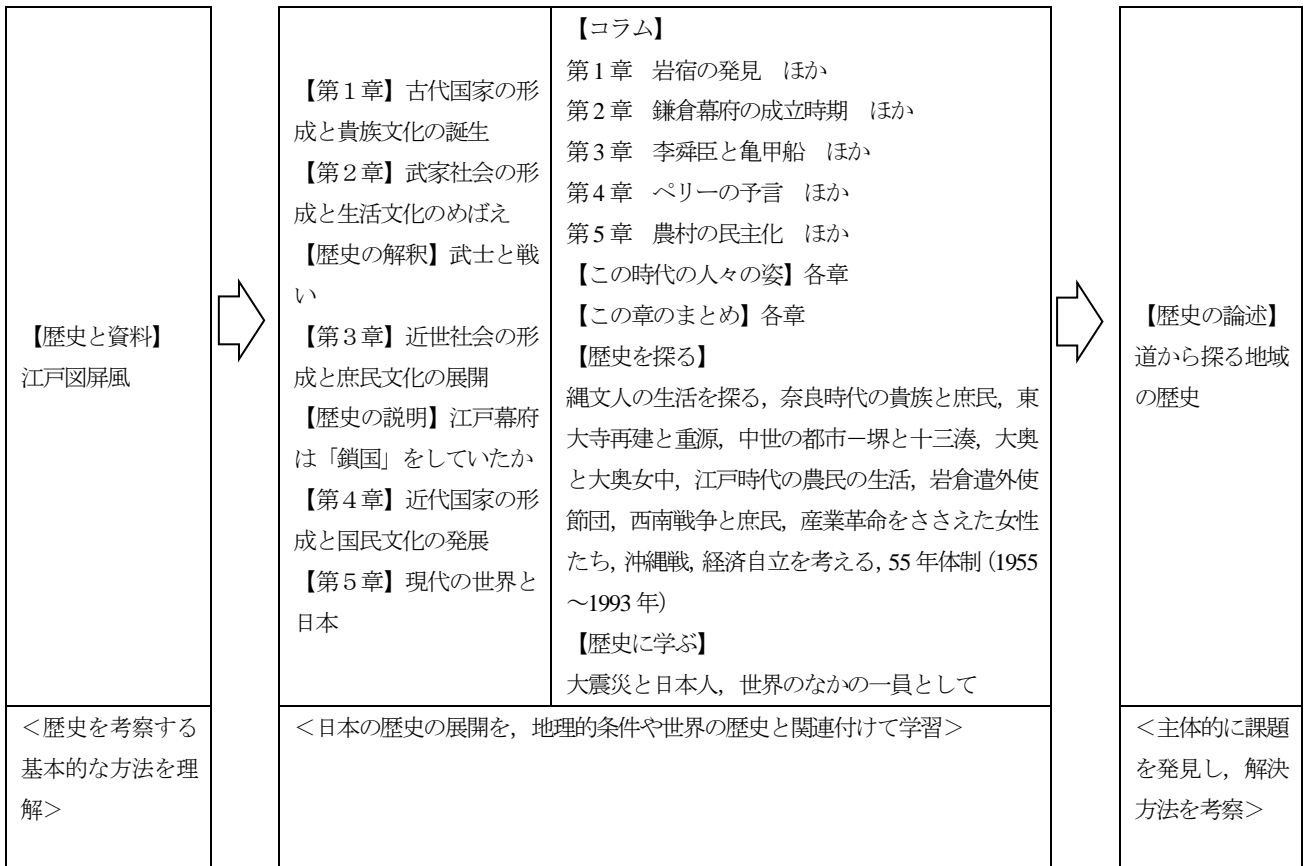 【歴史と資料】
江戸図屏風
<歴史を考察する
基本的な方法を理
解>
【第1章】古代国家の形
成と貴族文化の誕生
【第2章】武家社会の形
成と生活文化のめばえ
【歴史の解釈】武士と戦
い
【第3章】近世社会の形
成と庶民文化の展開
【歴史の説明】江戸幕府
は「鎖国」をしていたか
【第4章】近代国家の形
成と国民文化の発展
【第5章】現代の世界と
日本
【コラム】
第1章　岩宿の発見　ほか
第2章　鎌倉幕府の成立時期　ほか
第3章　李舜臣と亀甲船　ほか
第4章　ペリーの予言　ほか
第5章　農村の民主化　ほか
【この時代の人々の姿】各章
【この章のまとめ】各章
【歴史を探る】
縄文人の生活を探る，奈良時代の貴族と庶民，東
大寺再建と重源，中世の都市－堺と十三湊，大奥
と大奥女中，江戸時代の農民の生活，岩倉遣外使
節団，西南戦争と庶民，産業革命をささえた女性
たち，沖縄戦，経済自立を考える，55年体制（1955
～1993年）
【歴史に学ぶ】
大震災と日本人，世界のなかの一員として
<日本の歴史の展開を，地理的条件や世界の歴史と関連付けて学習>
【歴史の論述】
道から探る地域
の歴史
<主体的に課題
を発見し，解決
方法を考察>